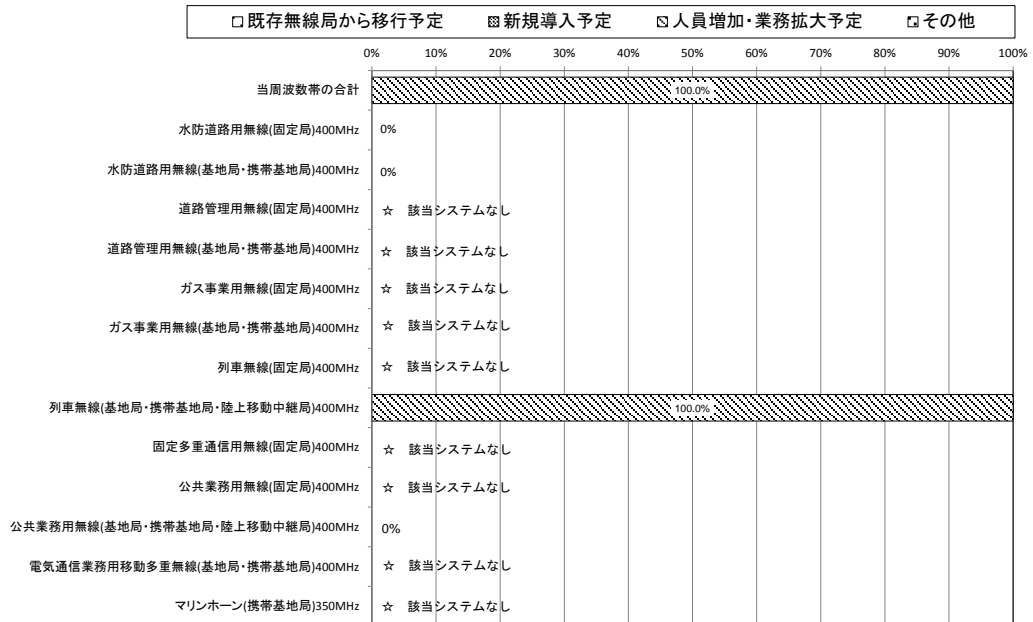 既存無線局から移行予定 新規導入予定 人員増加・業務拡大予定 その他
0% 10% 20% 30% 40% 50% 60% 70% 80% 90% 100%
当周波数帯の合計 100.0%
水防道路用無線(固定局)400MHz 0%
水防道路用無線(基地局・携帯基地局)400MHz 0%
道路管理用無線(固定局)400MHz ☆ 該当システムなし
道路管理用無線(基地局・携帯基地局)400MHz ☆ 該当システムなし
ガス事業用無線(固定局)400MHz ☆ 該当システムなし
ガス事業用無線(基地局・携帯基地局)400MHz ☆ 該当システムなし
列車無線(固定局)400MHz ☆ 該当システムなし
列車無線(基地局・携帯基地局・陸上移動中継局)400MHz 100.0%
固定多重通信用無線(固定局)400MHz ☆ 該当システムなし
公共業務用無線(固定局)400MHz ☆ 該当システムなし
公共業務用無線(基地局・携帯基地局・陸上移動中継局)400MHz 0%
電気通信業務用移動多重無線(基地局・携帯基地局)400MHz ☆ 該当システムなし
マリンホーン(携帯基地局)350MHz ☆ 該当システムなし